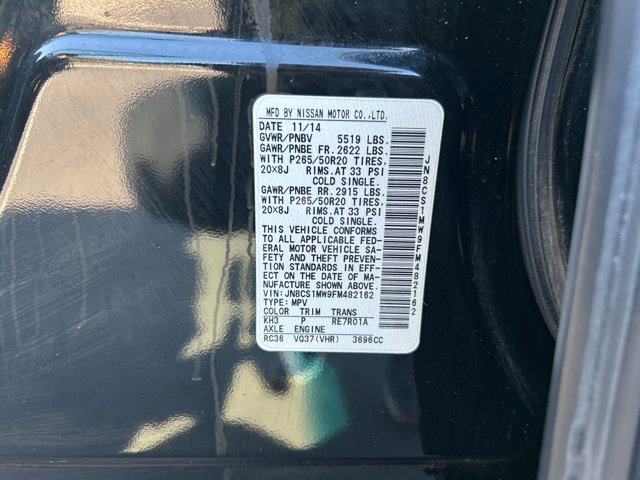 MFD BY NISSAN MOTOR CO.,LTD.
DATE 11/14
GVWR/PNBV 5519 LBS.
GAWR/PNBE FR. 2622 LBS.
WITH P265/50R20 TIRES,
20X8J RIMS.AT 33 PSI
COLD SINGLE.
GAWR/PNBE RR. 2915 LBS.
WITH P265/50R20 TIRES,
20X8J RIMS.AT 33 PSI
COLD SINGLE.
THIS VEHICLE CONFORMS
TO ALL APPLICABLE FED-
ERAL MOTOR VEHICLE SA-
FETY AND THEFT PREVEN-
TION STANDARDS IN EFF-
ECT ON THE DATE OF MA-
NUFACTURE SHOWN ABOVE
VIN: JN8CS1MW9FM482162
TYPE: MPV
COLOR TRIM TRANS
KH3 P RE7R01A
AXLE ENGINE
RC36 VQ37(VHR) 3696CC
JN8CS1MW9FM482162